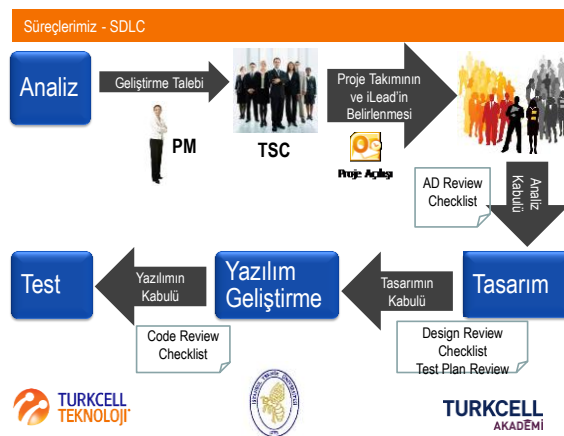 Süreçlerimiz - SDLC
Analiz
Geliştirme Talebi
PM
TSC
Proje Takımının
ve iLead'in
Belirlenmesi
Proje Açılışı
AD Review
Checklist
Analiz
Kabulü
Test
Yazılımın
Kabulü
Yazılım
Geliştirme
Tasarımın
Kabulü
Tasarım
Code Review
Checklist
Design Review
Checklist
Test Plan Review
TURKCELL
TEKNOLOJİ
TURKCELL
AKADEMİ